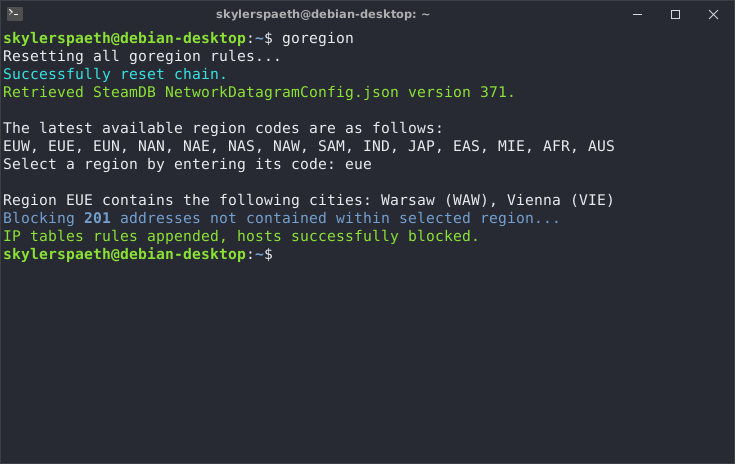 skylerspaeth@debian-desktop: ~
skylerspaeth@debian-desktop:~$ goregion
Resetting all goregion rules...
Successfully reset chain.
Retrieved SteamDB NetworkDatagramConfig.json version 371.
The latest available region codes are as follows:
EUW, EUE, EUN, NAN, NAE, NAS, NAW, SAM, IND, JAP, EAS, MIE, AFR, AUS
Select a region by entering its code: eue
Region EUE contains the following cities: Warsaw (WAW), Vienna (VIE)
Blocking 201 addresses not contained within selected region...
IP tables rules appended, hosts successfully blocked.
skylerspaeth@debian-desktop:~$